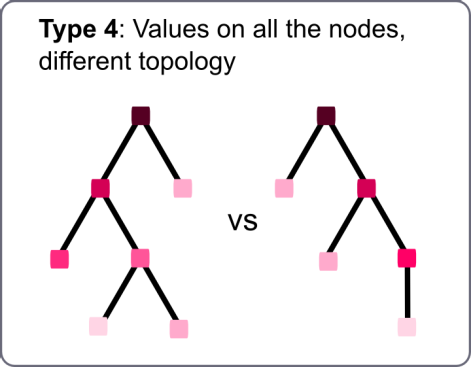 Type 4: Values on all the nodes,
different topology
vs